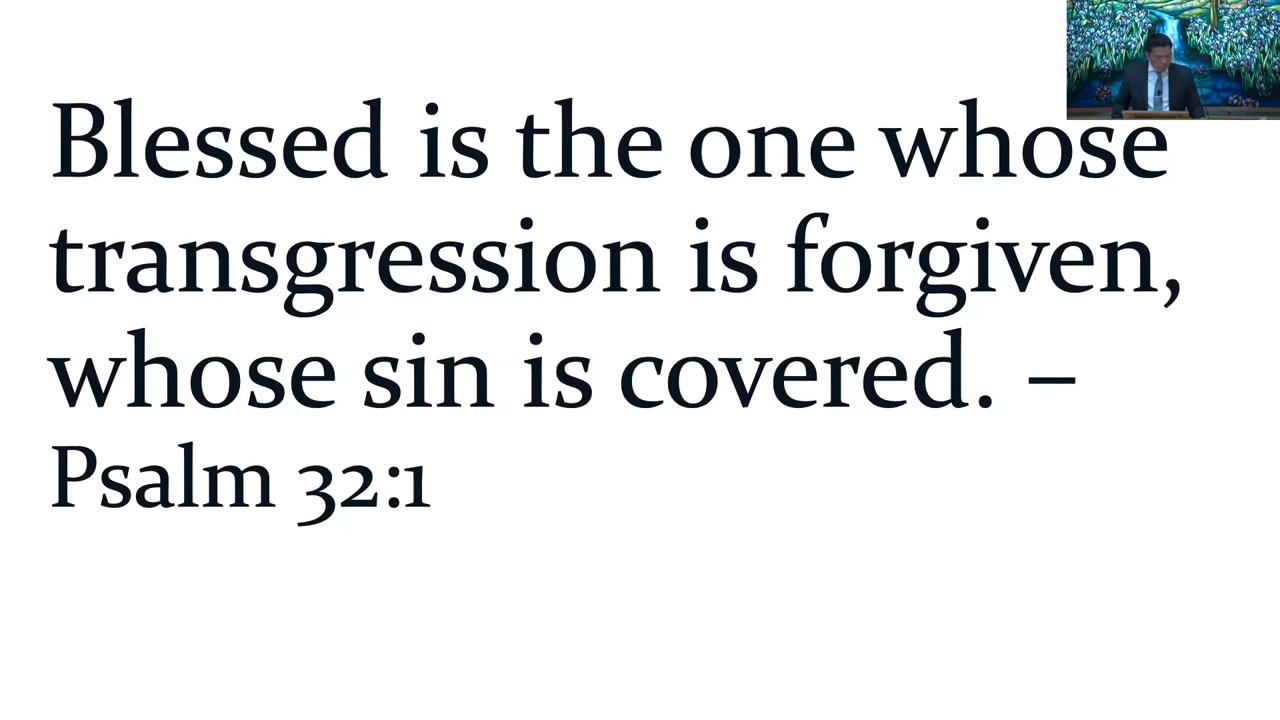 Blessed is the one whose
transgression is forgiven,
whose sin is covered. –
Psalm 32:1